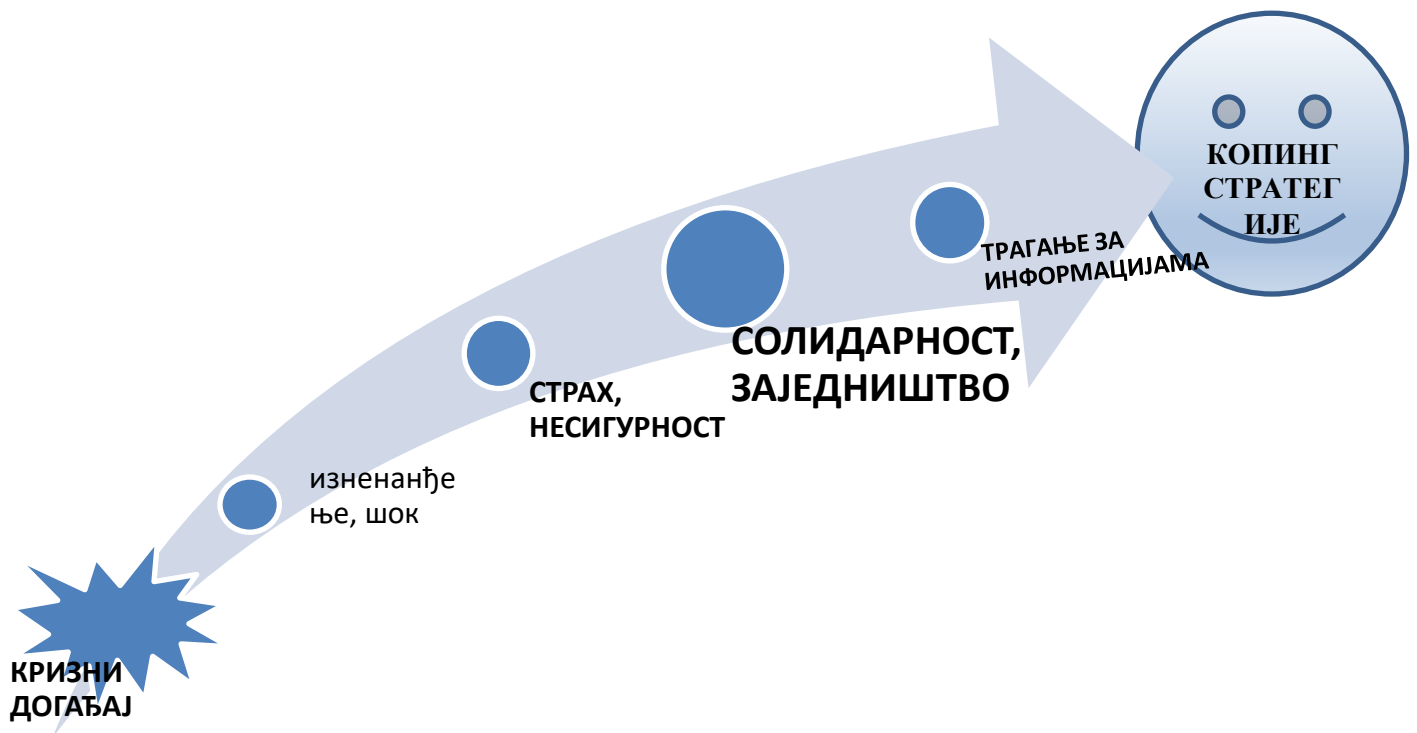 КРИЗНИ
ДОГАЂАЈ
изненанђе
ње, шок
СТРАХ,
НЕСИГУРНОСТ
СОЛИДАРНОСТ,
ЗАЈЕДНИШТВО
ТРАГАЊЕ ЗА
ИНФОРМАЦИЈАМА
КОПИНГ
СТРАТЕГ
ИЈЕ